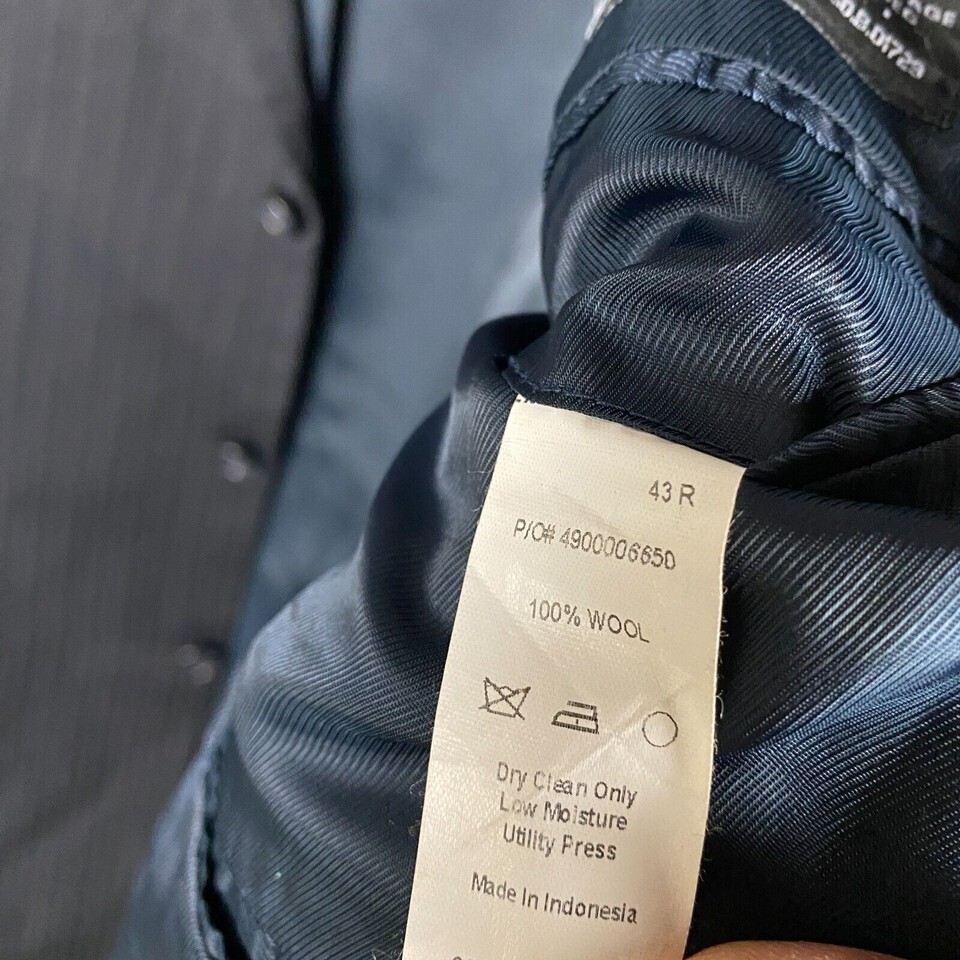 43 R
P/O# 4900006650
100% WOOL
Dry Clean Only
Low Moisture
Utility Press
Made In Indonesia